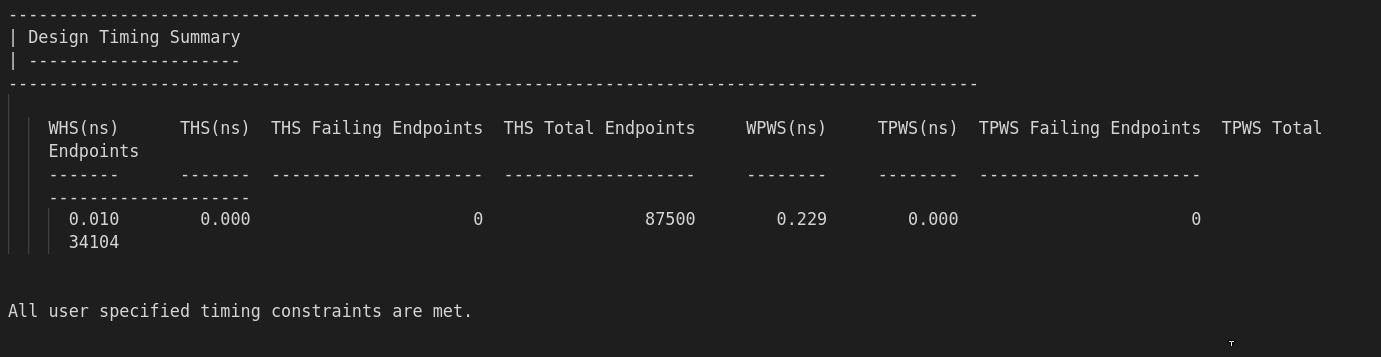 ------------------------------------------------------------------------------------------------
| Design Timing Summary
| ---------------------
------------------------------------------------------------------------------------------------
WHS(ns)      THS(ns)  THS Failing Endpoints  THS Total Endpoints     WPWS(ns)     TPWS(ns)  TPWS Failing Endpoints  TPWS Total
Endpoints
-------      -------  ---------------------  -------------------     --------     --------  ----------------------
--------------------
0.010        0.000                      0                87500        0.229        0.000                       0
34104
All user specified timing constraints are met.